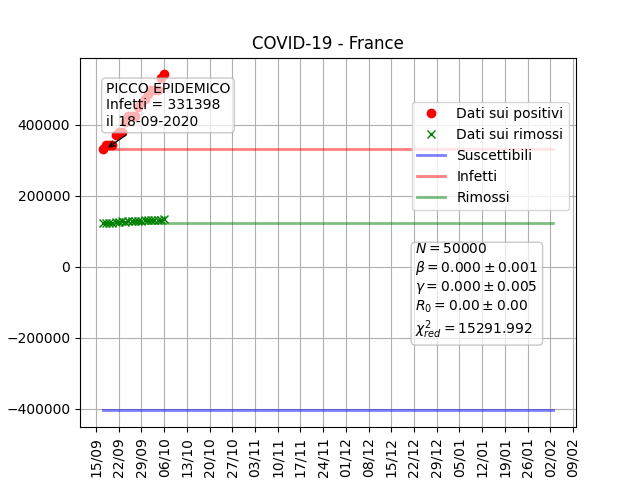 COVID-19 - France
PICCO EPIDEMICO
Infetti = 331398
il 18-09-2020
Dati sui positivi
Dati sui rimossi
Suscettibili
Infetti
Rimossi
N = 50000
β = 0.000 ± 0.001
γ = 0.000 ± 0.005
R₀ = 0.00 ± 0.00
χ²_red = 15291.992
400000
200000
0
−200000
−400000
15/09
22/09
29/09
06/10
13/10
20/10
27/10
03/11
10/11
17/11
24/11
01/12
08/12
15/12
22/12
29/12
05/01
12/01
19/01
26/01
02/02
09/02